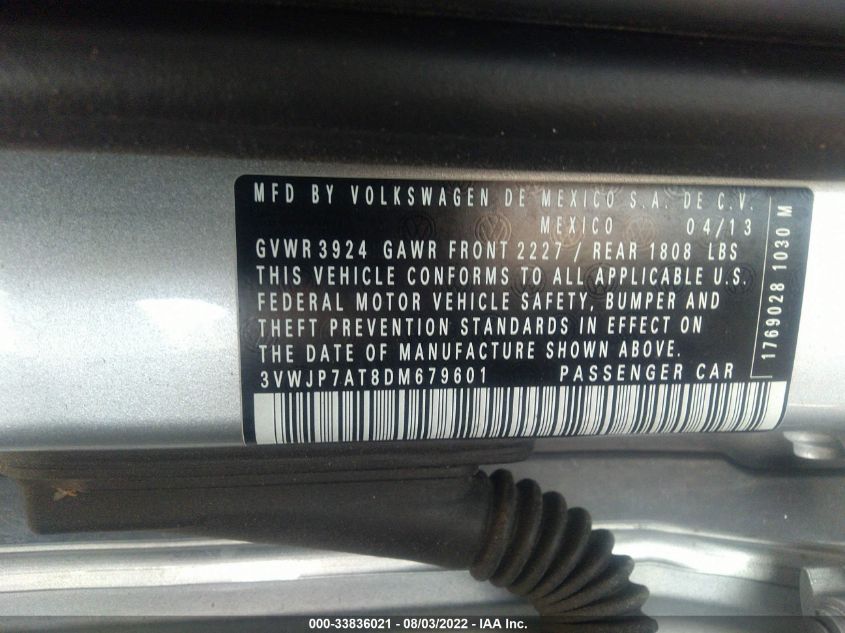 MFD BY VOLKSWAGEN DE MEXICO S.A. DE C.V.
MEXICO 04/13
GVWR 3924 GAWR FRONT 2227 / REAR 1808 LBS
THIS VEHICLE CONFORMS TO ALL APPLICABLE U.S.
FEDERAL MOTOR VEHICLE SAFETY, BUMPER AND
THEFT PREVENTION STANDARDS IN EFFECT ON
THE DATE OF MANUFACTURE SHOWN ABOVE.
3VWJP7AT8DM679601 PASSENGER CAR
1769028 1030 M
000-33836021 - 08/03/2022 - IAA Inc.